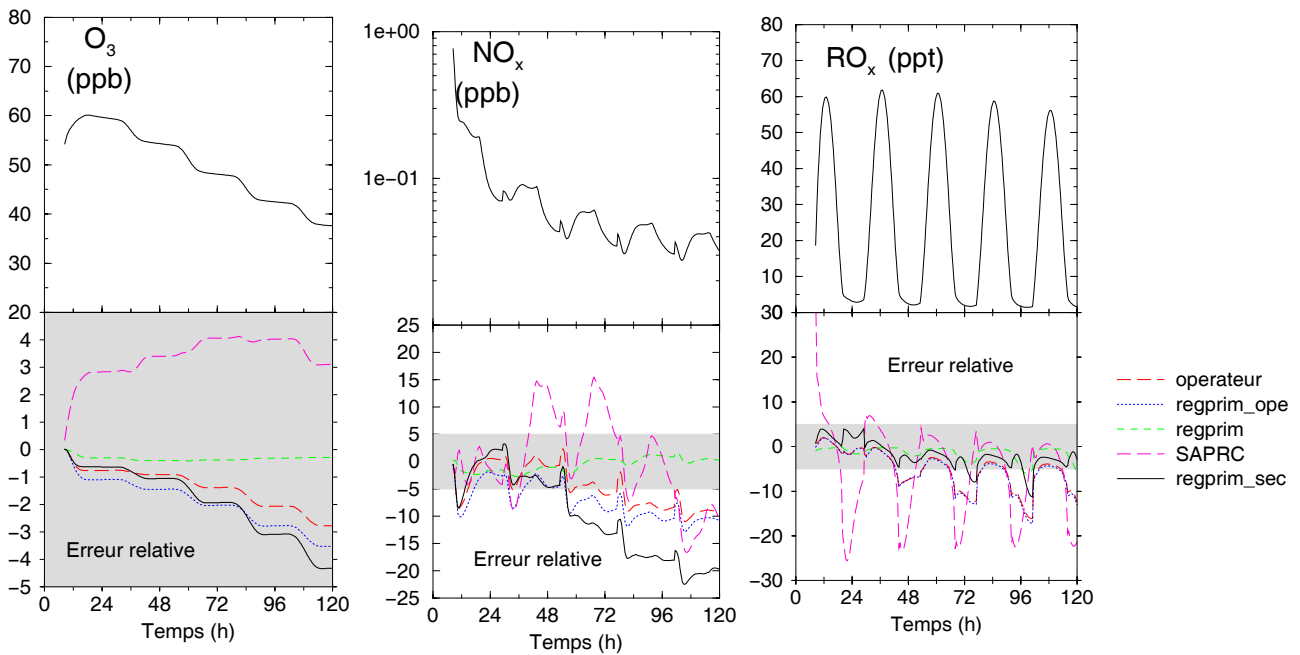 O3
(ppb)
80
70
60
50
40
30
20
4
3
2
1
0
−1
−2
−3
−4
−5
Erreur relative
0 24 48 72 96 120
Temps (h)
NOx
(ppb)
1e+00
1e−01
25
20
15
10
5
0
−5
−10
−15
−20
−25
Erreur relative
0 24 48 72 96 120
Temps (h)
ROx (ppt)
80
70
60
50
40
30
20
10
0
30
20
10
0
−10
−20
−30
Erreur relative
0 24 48 72 96 120
Temps (h)
operateur
regprim_ope
regprim
SAPRC
regprim_sec